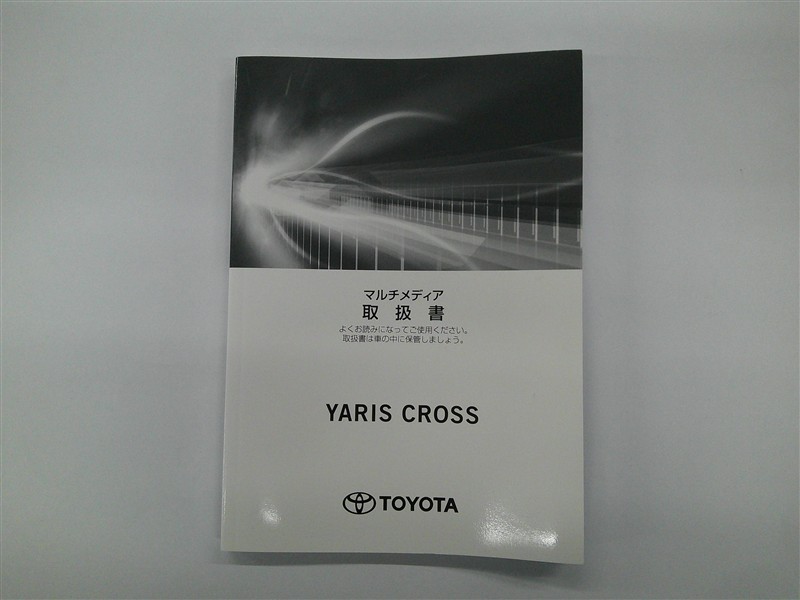 マルチメディア
取扱書
よくお読みになってご使用ください。
取扱書は車の中に保管しましょう。
YARIS CROSS
TOYOTA